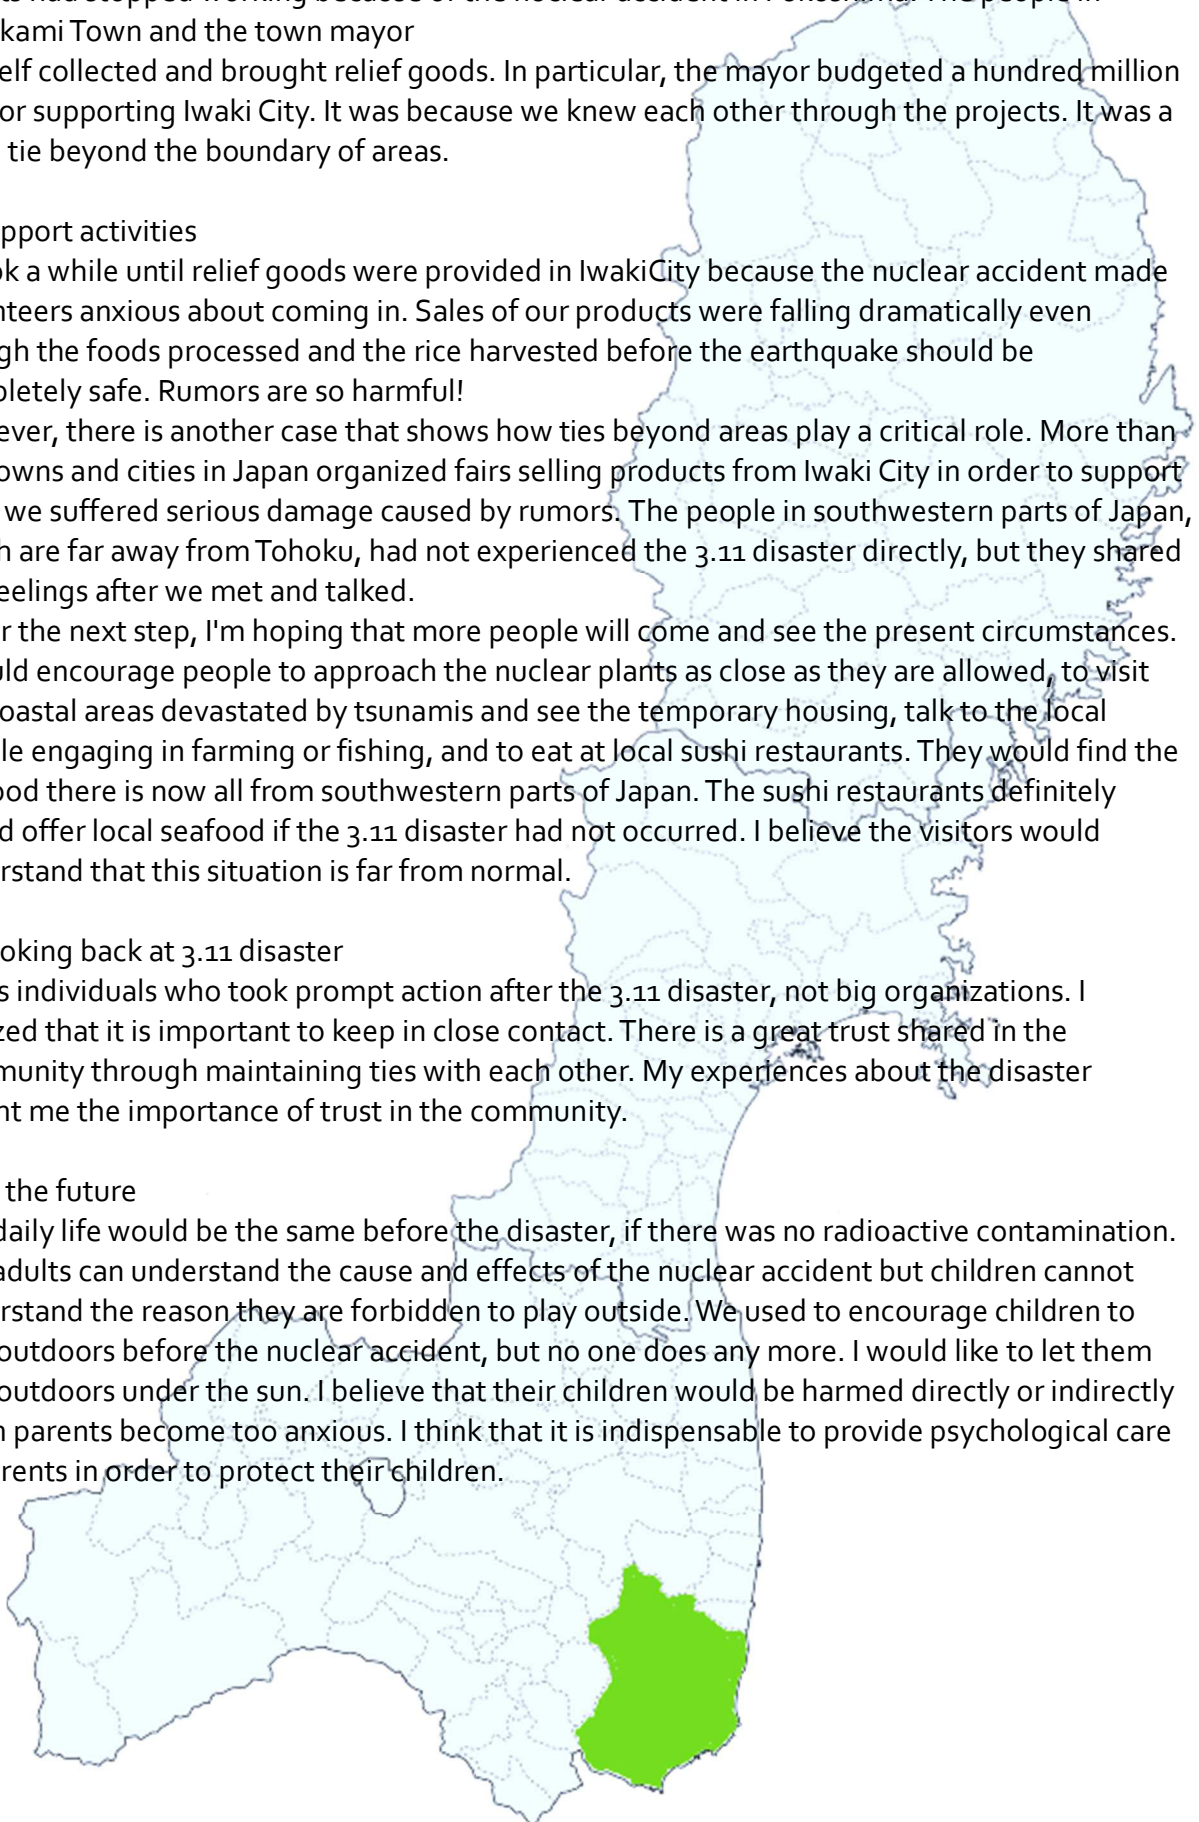 ts had stopped working because of the nuclear accident in Fukushima. The people in
kami Town and the town mayor
elf collected and brought relief goods. In particular, the mayor budgeted a hundred million
or supporting Iwaki City. It was because we knew each other through the projects. It was a
tie beyond the boundary of areas.
pport activities
ok a while until relief goods were provided in IwakiCity because the nuclear accident made
nteers anxious about coming in. Sales of our products were falling dramatically even
gh the foods processed and the rice harvested before the earthquake should be
pletely safe. Rumors are so harmful!
ever, there is another case that shows how ties beyond areas play a critical role. More than
owns and cities in Japan organized fairs selling products from Iwaki City in order to support
we suffered serious damage caused by rumors. The people in southwestern parts of Japan,
h are far away from Tohoku, had not experienced the 3.11 disaster directly, but they shared
eelings after we met and talked.
r the next step, I'm hoping that more people will come and see the present circumstances.
uld encourage people to approach the nuclear plants as close as they are allowed, to visit
oastal areas devastated by tsunamis and see the temporary housing, talk to the local
le engaging in farming or fishing, and to eat at local sushi restaurants. They would find the
ood there is now all from southwestern parts of Japan. The sushi restaurants definitely
d offer local seafood if the 3.11 disaster had not occurred. I believe the visitors would
rstand that this situation is far from normal.
oking back at 3.11 disaster
s individuals who took prompt action after the 3.11 disaster, not big organizations. I
zed that it is important to keep in close contact. There is a great trust shared in the
munity through maintaining ties with each other. My experiences about the disaster
ht me the importance of trust in the community.
the future
daily life would be the same before the disaster, if there was no radioactive contamination.
adults can understand the cause and effects of the nuclear accident but children cannot
rstand the reason they are forbidden to play outside. We used to encourage children to
outdoors before the nuclear accident, but no one does any more. I would like to let them
outdoors under the sun. I believe that their children would be harmed directly or indirectly
n parents become too anxious. I think that it is indispensable to provide psychological care
rents in order to protect their children.